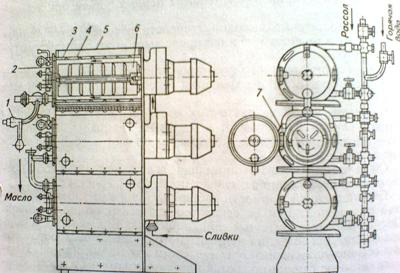 3 4 5 6
2
1
Масло
Сливки
7
Рассол
Горячая
вода